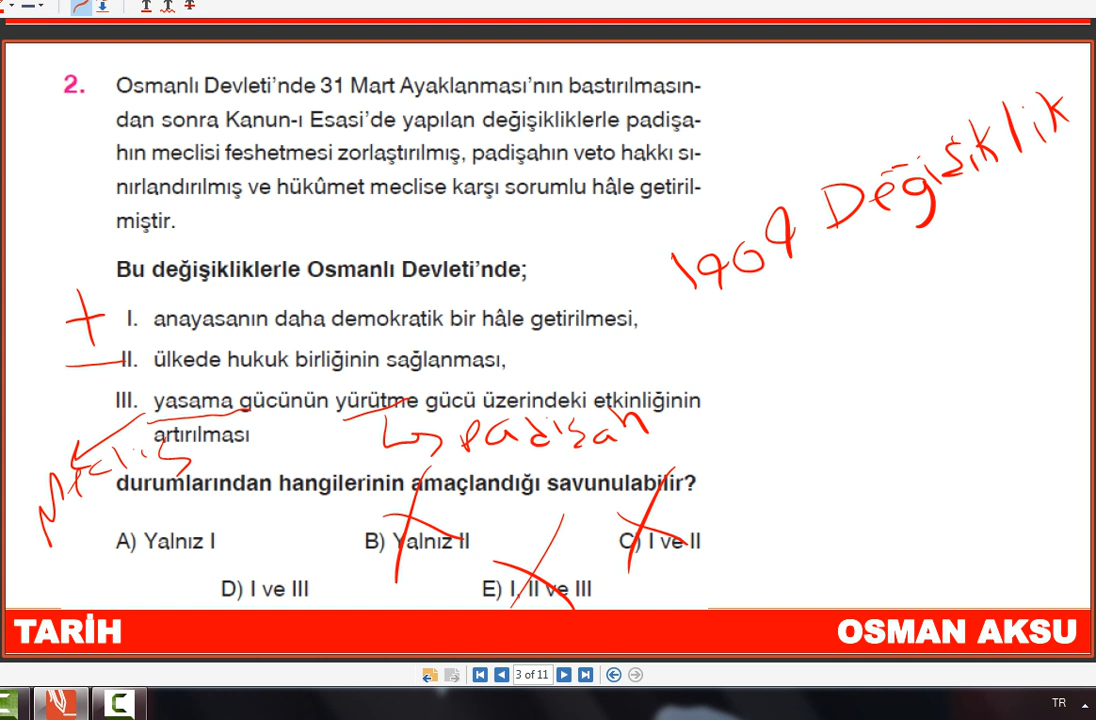 2. Osmanlı Devleti'nde 31 Mart Ayaklanması'nın bastırılmasın-
dan sonra Kanun-ı Esasi'de yapılan değişikliklerle padişa-
hın meclisi feshetmesi zorlaştırılmış, padişahın veto hakkı sı-
nırlandırılmış ve hükûmet meclise karşı sorumlu hâle getiril-
miştir.
1909 Değişiklik
Bu değişikliklerle Osmanlı Devleti'nde;
+ I. anayasanın daha demokratik bir hâle getirilmesi,
— II. ülkede hukuk birliğinin sağlanması,
III. yasama gücünün yürütme gücü üzerindeki etkinliğinin
artırılması
Meclis
padişah
durumlarından hangilerinin amaçlandığı savunulabilir?
A) Yalnız I B) Yalnız II C) I ve II
D) I ve III E) I, II ve III
TARİH OSMAN AKSU
3 of 11
TR